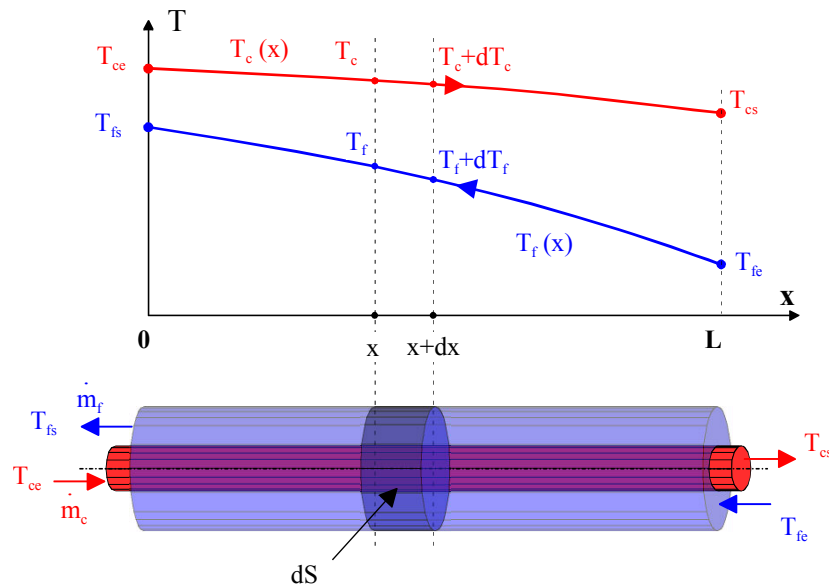 T
T_ce
T_c (x)
T_c
T_c+dT_c
T_cs
T_fs
T_f
T_f+dT_f
T_f (x)
T_fe
x
0
x
x+dx
L
ṁ_f
T_fs
T_cs
T_ce
ṁ_c
T_fe
dS